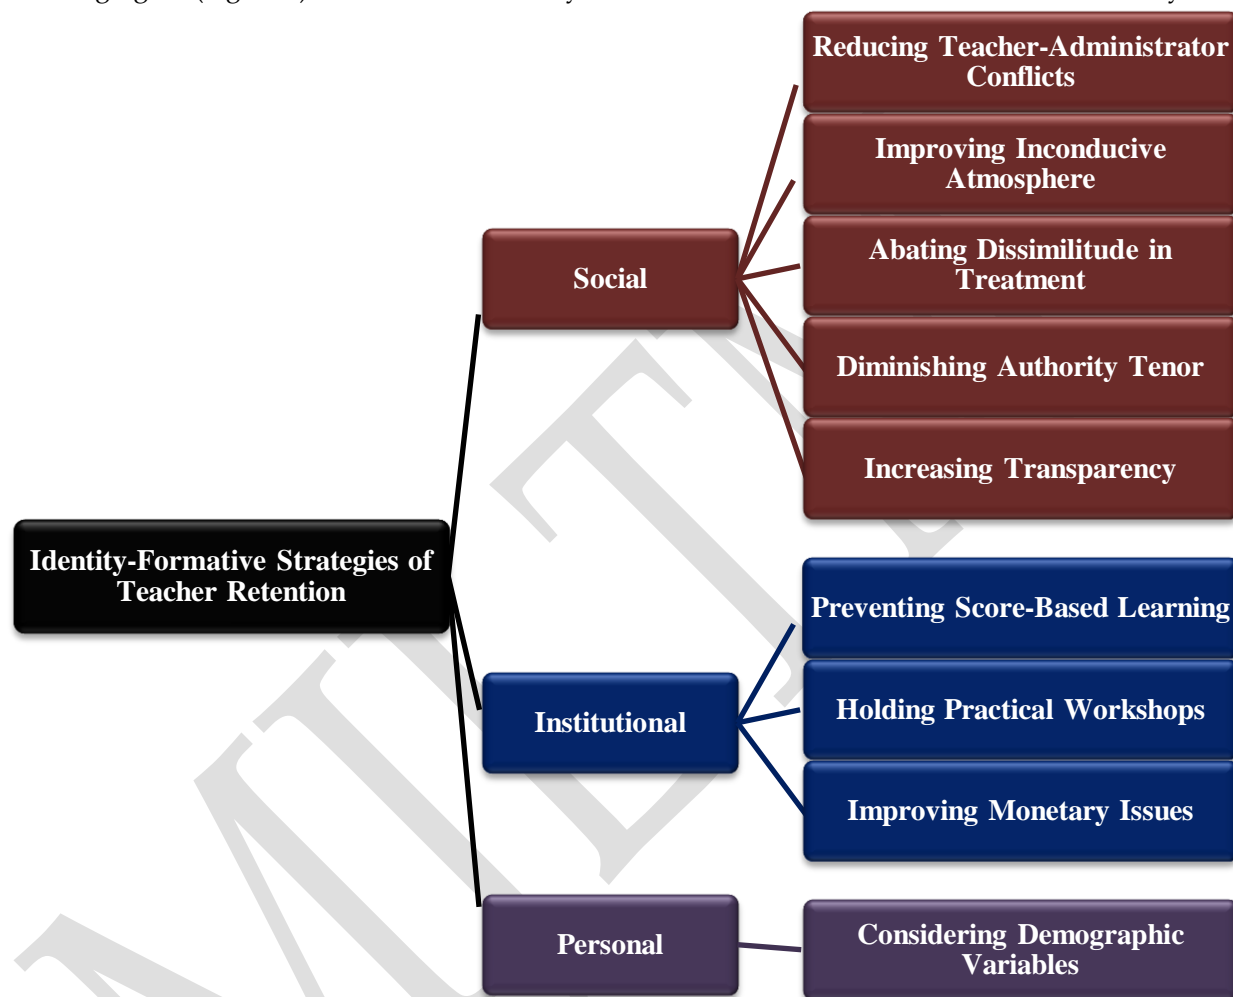 Reducing Teacher-Administrator
Conflicts
Improving Inconducive
Atmosphere
Abating Dissimilitude in
Treatment
Social
Diminishing Authority Tenor
Increasing Transparency
Identity-Formative Strategies of
Teacher Retention
Preventing Score-Based Learning
Institutional
Holding Practical Workshops
Improving Monetary Issues
Personal
Considering Demographic
Variables